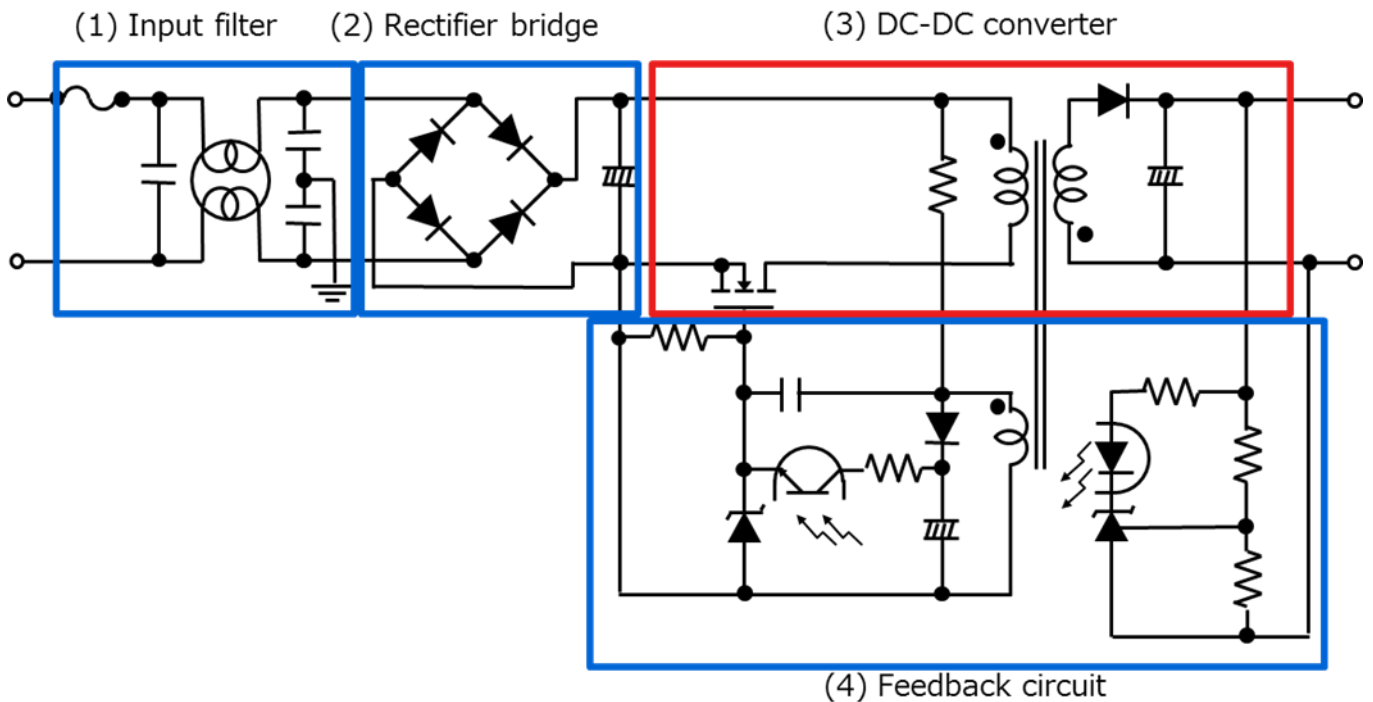 (1) Input filter
(2) Rectifier bridge
(3) DC-DC converter
(4) Feedback circuit